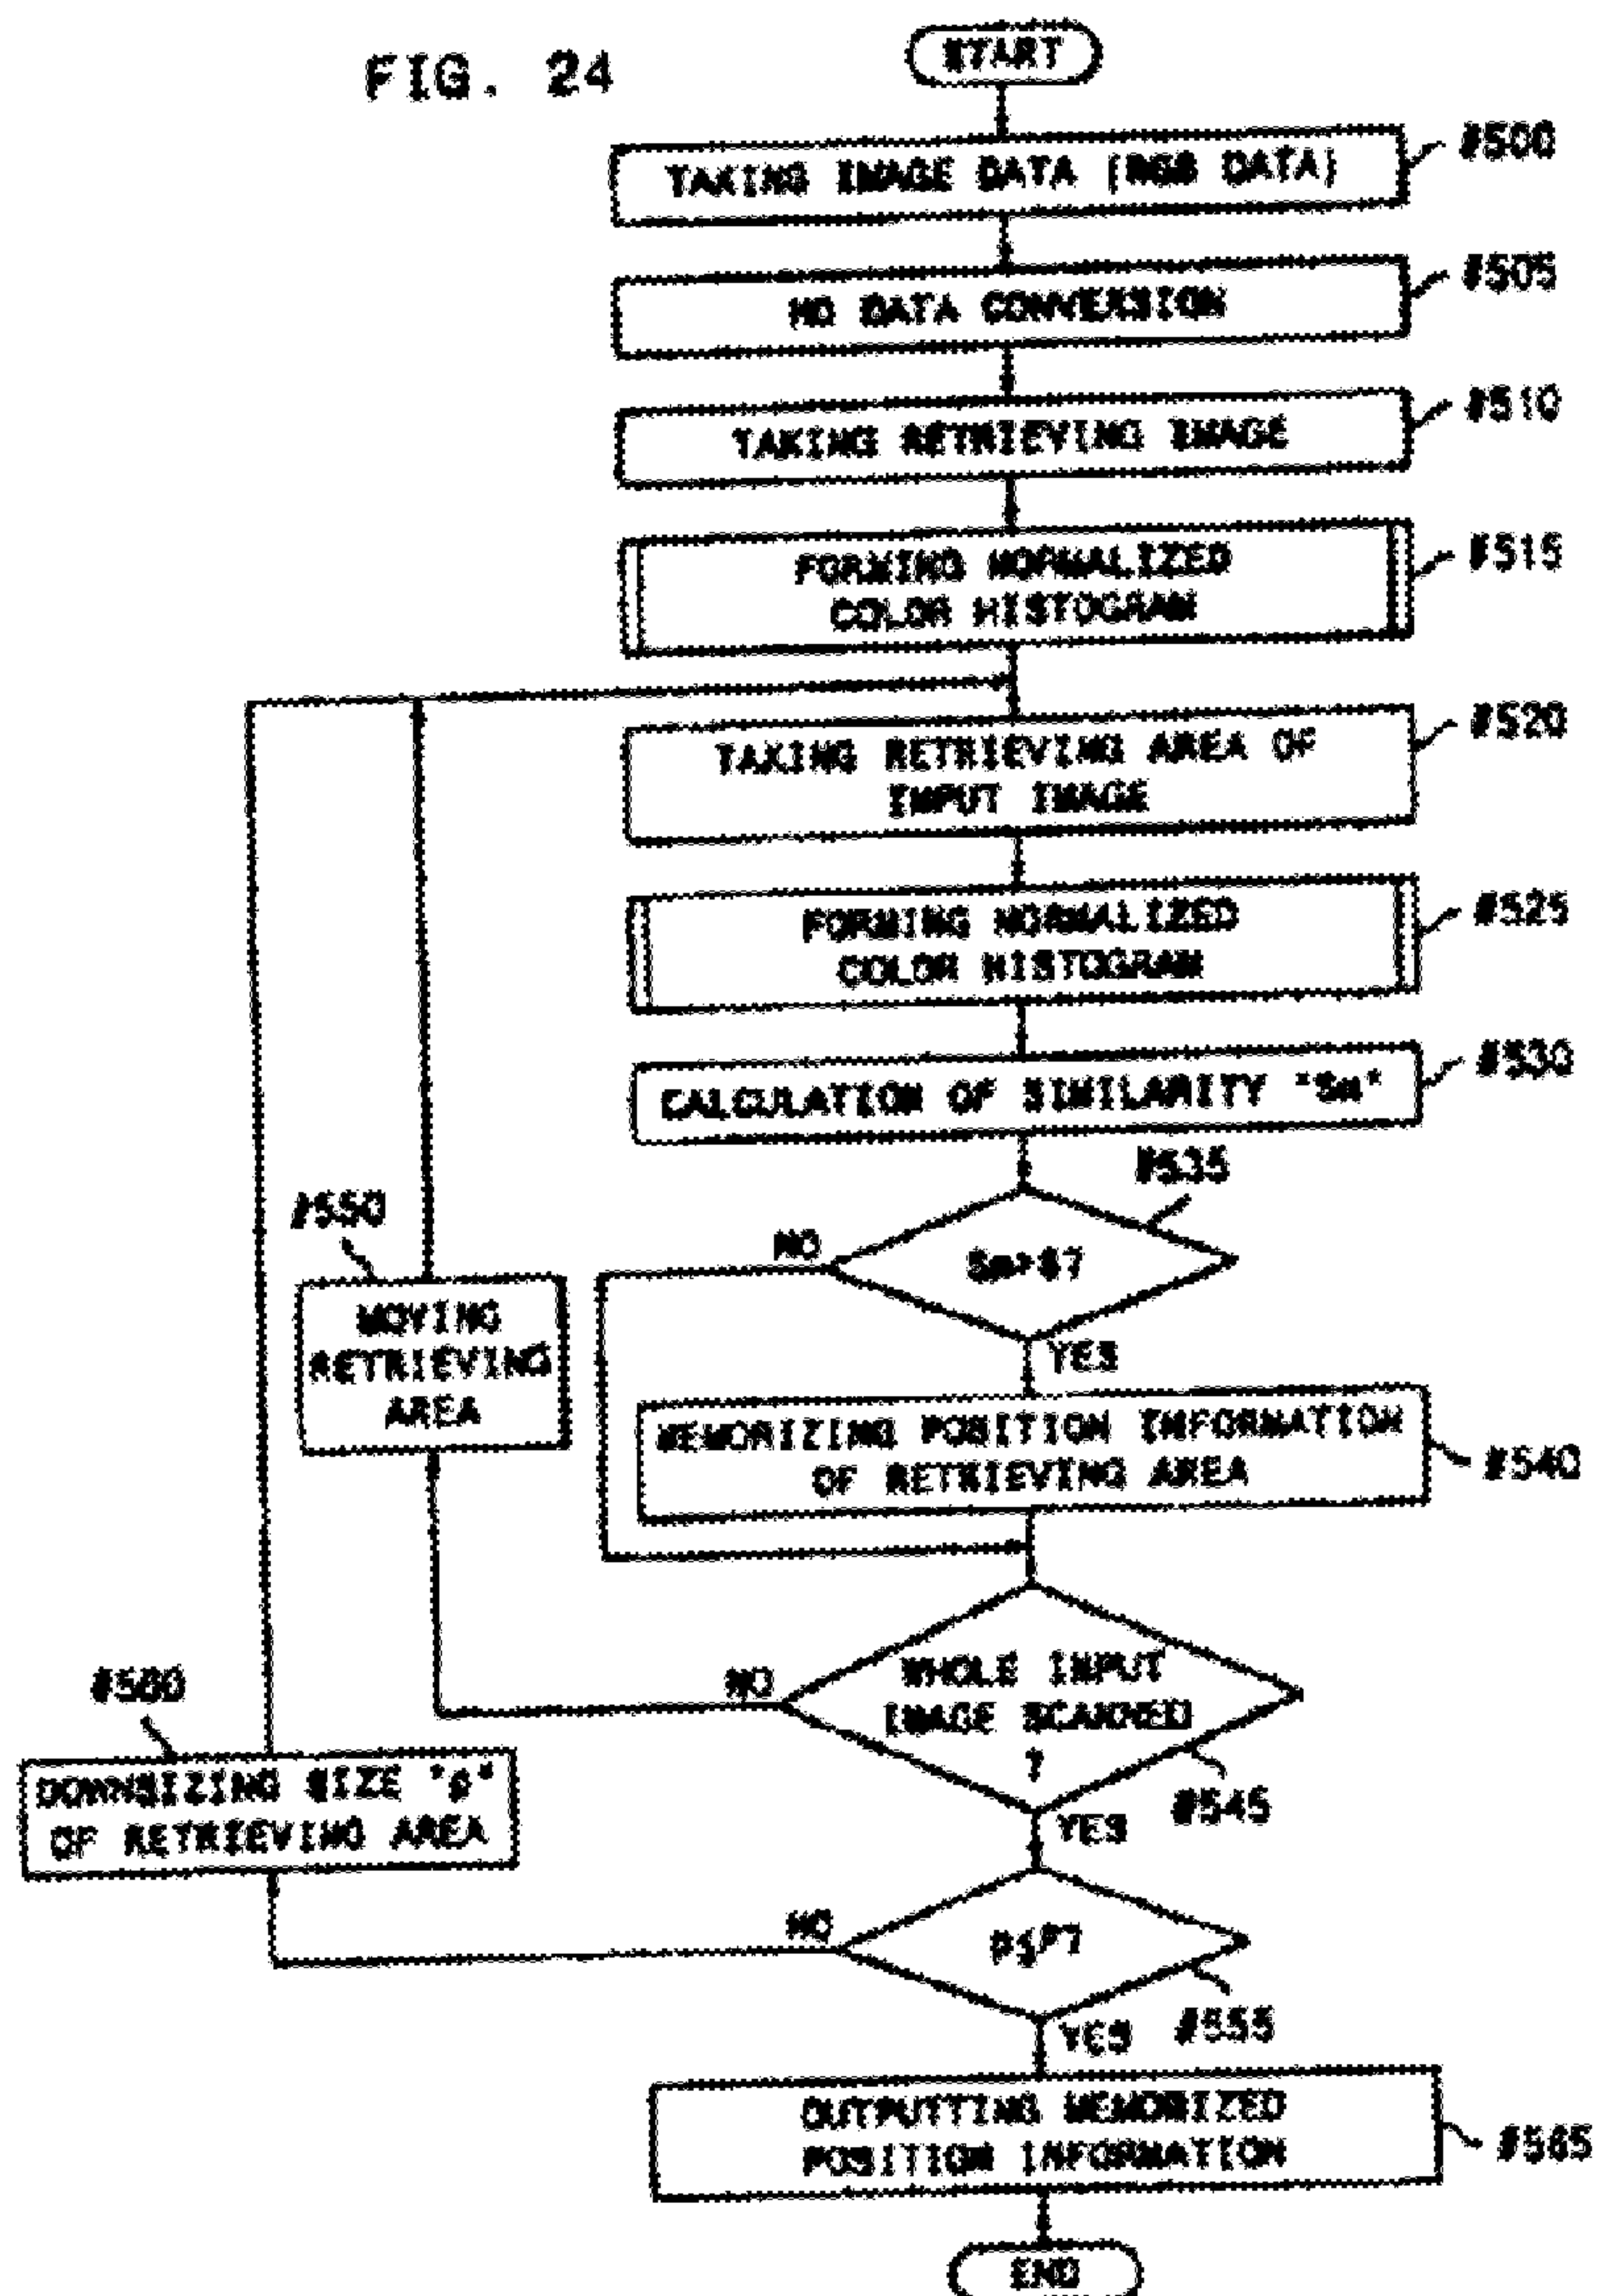 FIG. 24
START
TAKING IMAGE DATA (RGB DATA)
#500
DATA CONVERSION
#505
TAKING RETRIEVING IMAGE
#510
FORMING NORMALIZED
COLOR HISTOGRAM
#515
TAKING RETRIEVING AREA OF
INPUT IMAGE
#520
FORMING NORMALIZED
COLOR HISTOGRAM
#525
CALCULATION OF SIMILARITY
#530
#535
NO
YES
#550
MOVING
RETRIEVING
AREA
MEMORIZING POSITION INFORMATION
OF RETRIEVING AREA
#540
WHOLE INPUT
IMAGE SCANNED
?
NO
#545
YES
DOWNSIZING SIZE
OF RETRIEVING AREA
NO
YES
#555
OUTPUTTING MEMORIZED
POSITION INFORMATION
#565
END